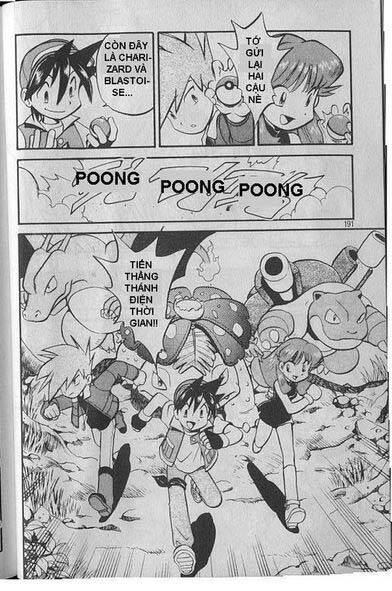 CÒN ĐÂY
LÀ CHARI-
ZARD VÀ
BLASTOI-
SE...
TỚ
GỬI
LẠI
HAI
CẬU
NÈ
POONG
POONG
POONG
191
TIẾN
THẲNG
THÁNH
ĐIỆN
THỜI
GIAN!!